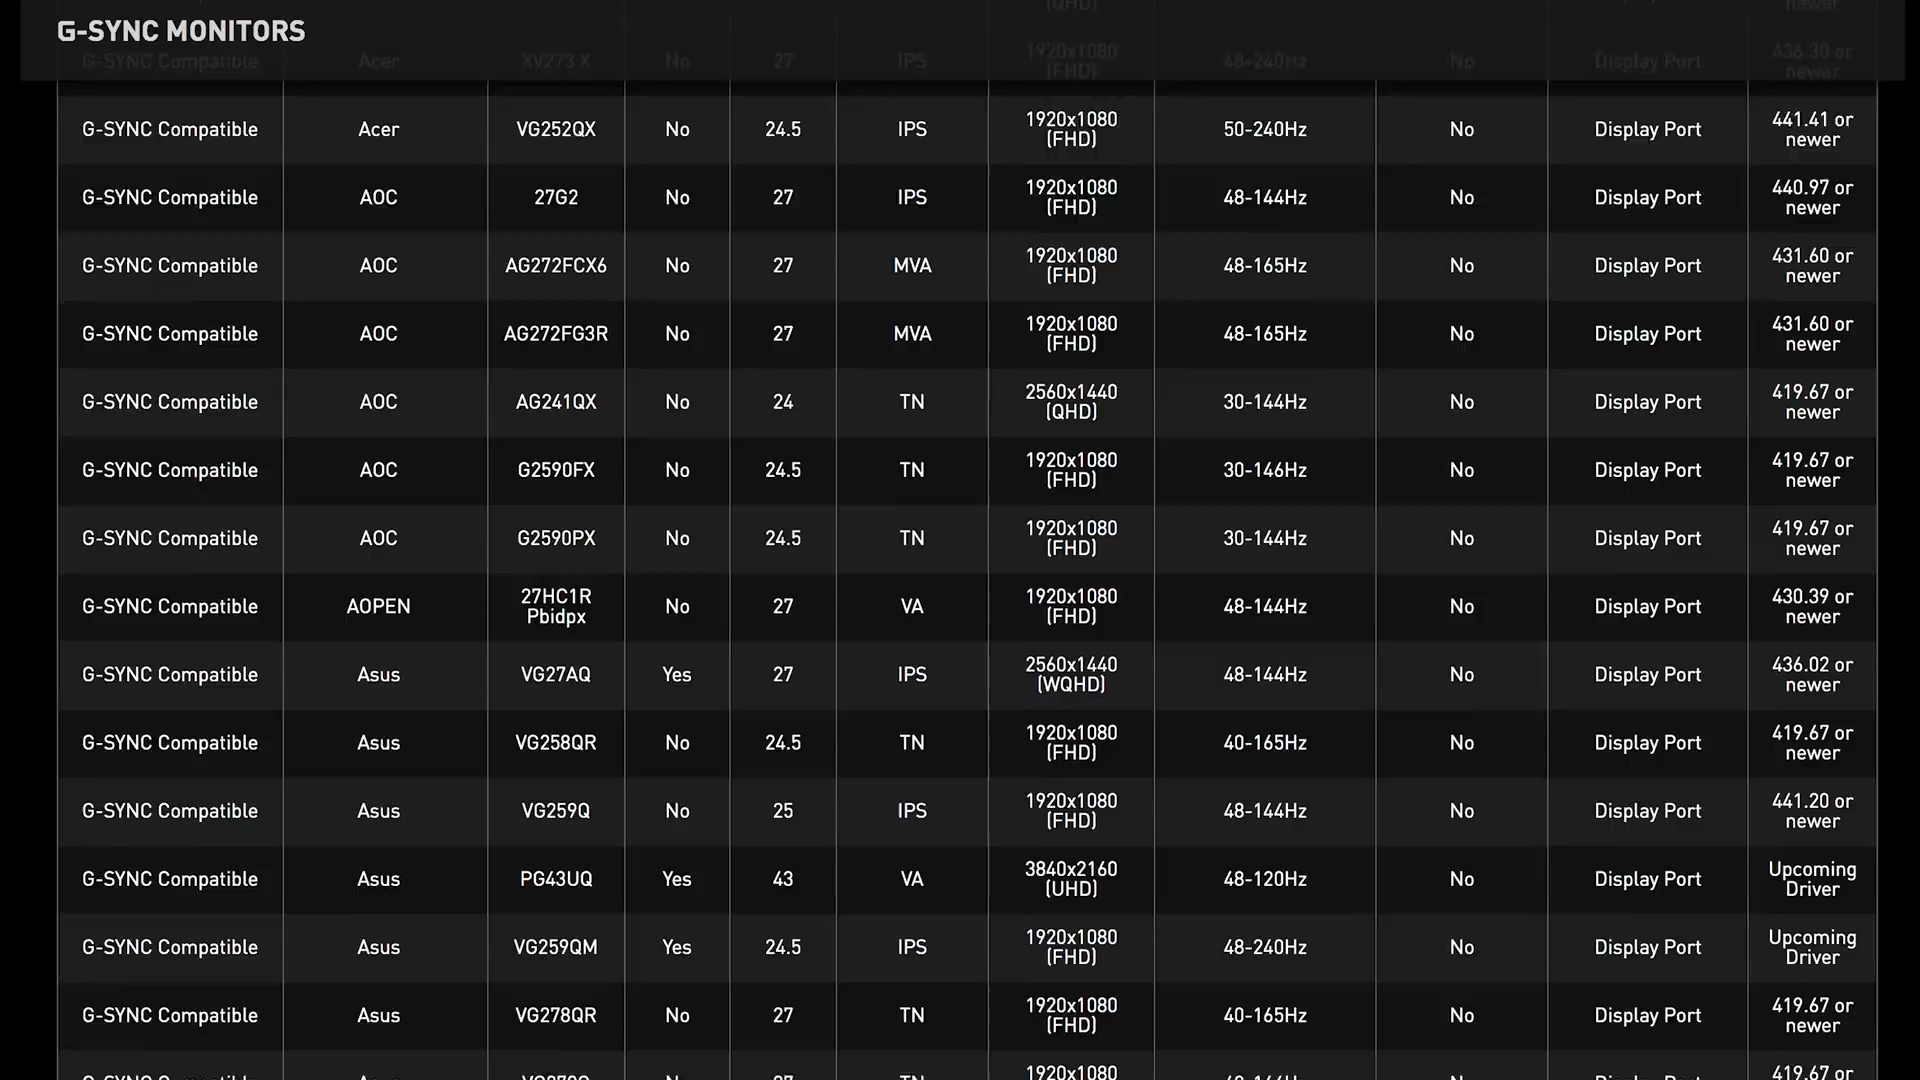 (QHD) newer
G-SYNC MONITORS
G-SYNC Compatible Acer XV273 X No 27 IPS 1920x1080 (FHD) 48-240Hz No Display Port 436.30 or newer
G-SYNC Compatible Acer VG252QX No 24.5 IPS 1920x1080 (FHD) 50-240Hz No Display Port 441.41 or newer
G-SYNC Compatible AOC 27G2 No 27 IPS 1920x1080 (FHD) 48-144Hz No Display Port 440.97 or newer
G-SYNC Compatible AOC AG272FCX6 No 27 MVA 1920x1080 (FHD) 48-165Hz No Display Port 431.60 or newer
G-SYNC Compatible AOC AG272FG3R No 27 MVA 1920x1080 (FHD) 48-165Hz No Display Port 431.60 or newer
G-SYNC Compatible AOC AG241QX No 24 TN 2560x1440 (QHD) 30-144Hz No Display Port 419.67 or newer
G-SYNC Compatible AOC G2590FX No 24.5 TN 1920x1080 (FHD) 30-146Hz No Display Port 419.67 or newer
G-SYNC Compatible AOC G2590PX No 24.5 TN 1920x1080 (FHD) 30-144Hz No Display Port 419.67 or newer
G-SYNC Compatible AOPEN 27HC1R Pbidpx No 27 VA 1920x1080 (FHD) 48-144Hz No Display Port 430.39 or newer
G-SYNC Compatible Asus VG27AQ Yes 27 IPS 2560x1440 (WQHD) 48-144Hz No Display Port 436.02 or newer
G-SYNC Compatible Asus VG258QR No 24.5 TN 1920x1080 (FHD) 40-165Hz No Display Port 419.67 or newer
G-SYNC Compatible Asus VG259Q No 25 IPS 1920x1080 (FHD) 48-144Hz No Display Port 441.20 or newer
G-SYNC Compatible Asus PG43UQ Yes 43 VA 3840x2160 (UHD) 48-120Hz No Display Port Upcoming Driver
G-SYNC Compatible Asus VG259QM Yes 24.5 IPS 1920x1080 (FHD) 48-240Hz No Display Port Upcoming Driver
G-SYNC Compatible Asus VG278QR No 27 TN 1920x1080 (FHD) 40-165Hz No Display Port 419.67 or newer
1920x1080 419.67 or